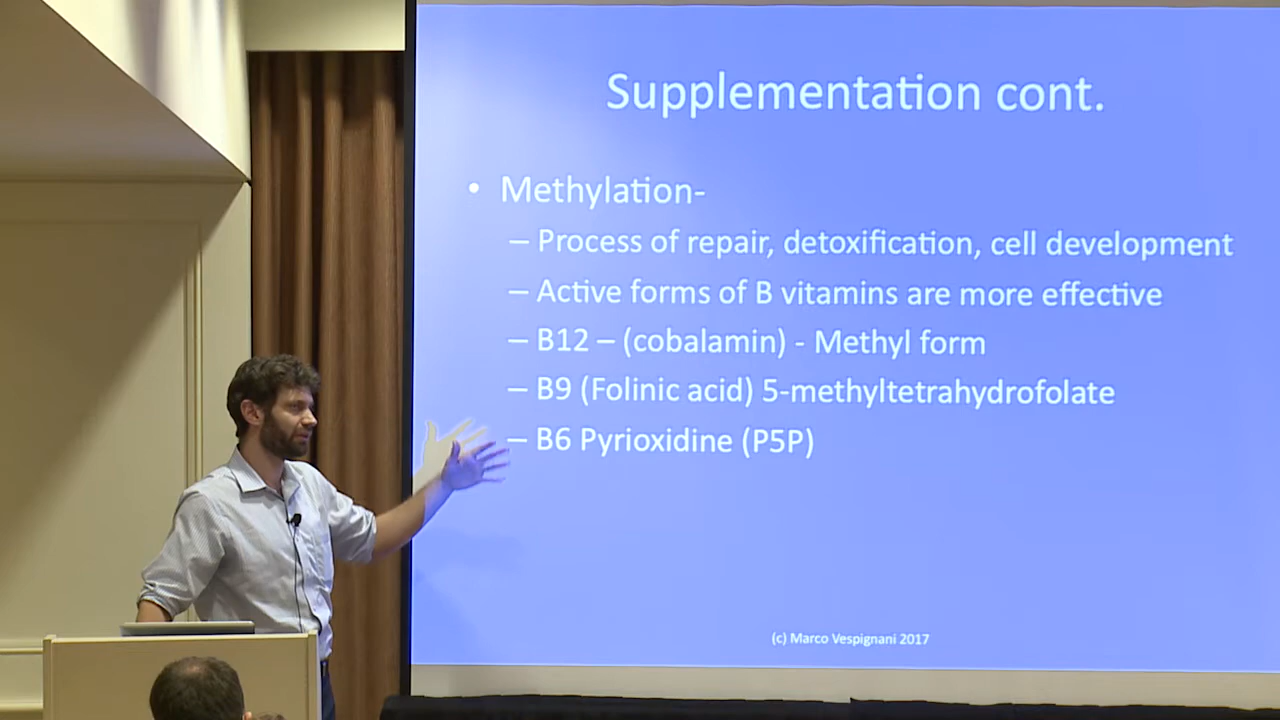 Supplementation cont.
• Methylation-
– Process of repair, detoxification, cell development
– Active forms of B vitamins are more effective
– B12 – (cobalamin) - Methyl form
– B9 (Folinic acid) 5-methyltetrahydrofolate
– B6 Pyrioxidine (P5P)
(c) Marco Vespignani 2017